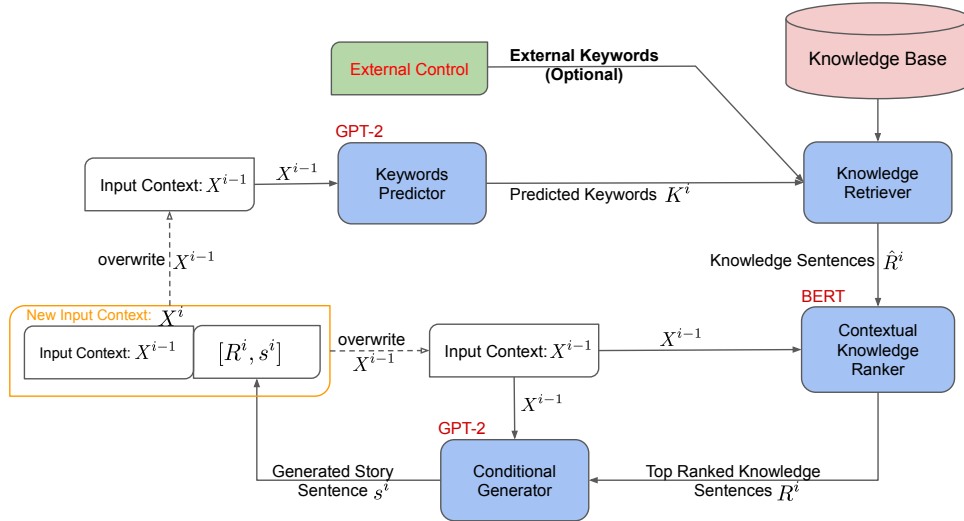 External Control
External Keywords
(Optional)
Knowledge Base
GPT-2
Input Context: $X^{i-1}$
$X^{i-1}$
Keywords
Predictor
Predicted Keywords $K^i$
Knowledge
Retriever
overwrite $X^{i-1}$
Knowledge Sentences $\hat{R}^i$
BERT
New Input Context: $X^i$
Input Context: $X^{i-1}$
$[R^i, s^i]$
overwrite
$X^{i-1}$
Input Context: $X^{i-1}$
$X^{i-1}$
Contextual
Knowledge
Ranker
$X^{i-1}$
GPT-2
Generated Story
Sentence $s^i$
Conditional
Generator
Top Ranked Knowledge
Sentences $R^i$